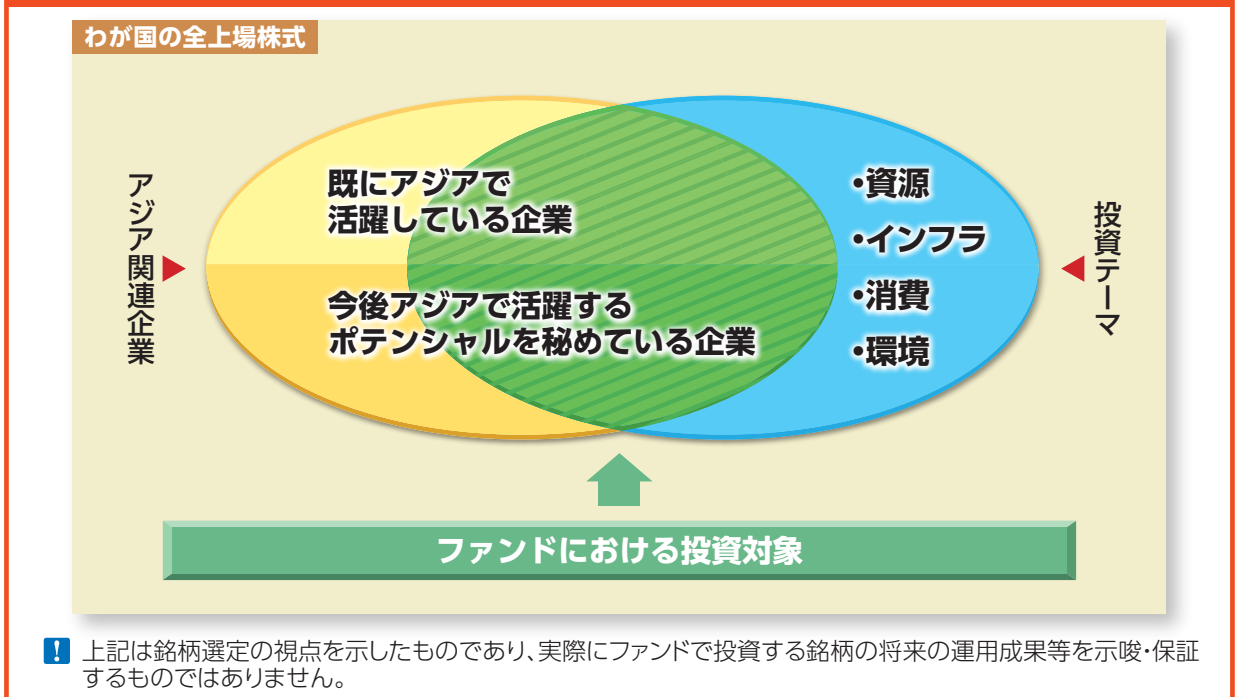 わが国の全上場株式
アジア関連企業
既にアジアで
活躍している企業
今後アジアで活躍する
ポテンシャルを秘めている企業
・資源
・インフラ
・消費
・環境
投資テーマ
ファンドにおける投資対象
! 上記は銘柄選定の視点を示したものであり、実際にファンドで投資する銘柄の将来の運用成果等を示唆・保証
するものではありません。